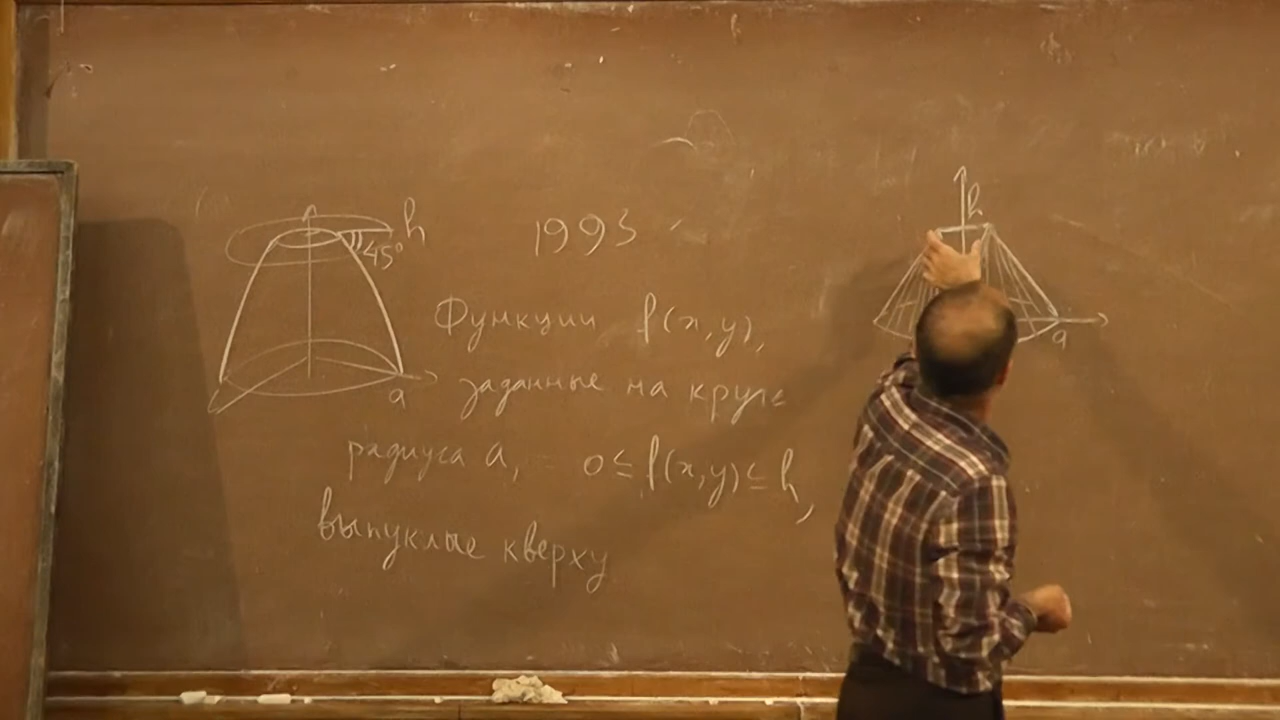 h
45°
a
1993
Функции f(x,y),
заданные на круге
радиуса a, 0 ≤ f(x,y) ≤ h,
выпуклые кверху
h
a